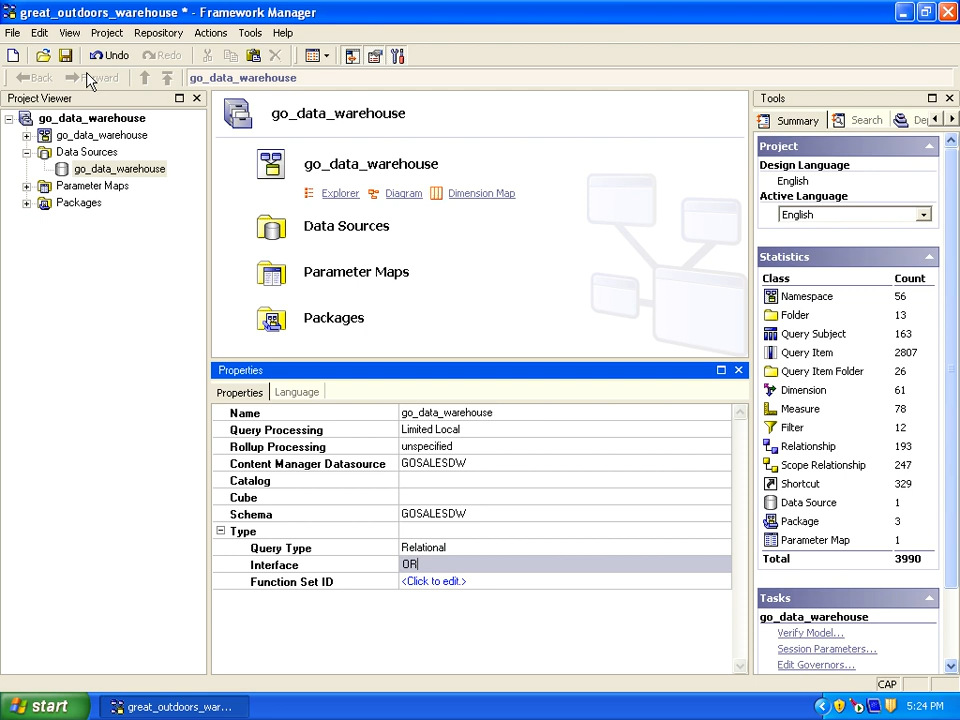 great_outdoors_warehouse * - Framework Manager
File Edit View Project Repository Actions Tools Help
Undo Redo
Back Forward go_data_warehouse
Project Viewer
go_data_warehouse
go_data_warehouse
Data Sources
go_data_warehouse
Parameter Maps
Packages
go_data_warehouse
go_data_warehouse
Explorer Diagram Dimension Map
Data Sources
Parameter Maps
Packages
Properties
Properties Language
Name go_data_warehouse
Query Processing Limited Local
Rollup Processing unspecified
Content Manager Datasource GOSALESDW
Catalog
Cube
Schema GOSALESDW
Type
Query Type Relational
Interface OR
Function Set ID <Click to edit.>
Tools
Summary Search De
Project
Design Language
English
Active Language
English
Statistics
Class Count
Namespace 56
Folder 13
Query Subject 163
Query Item 2807
Query Item Folder 26
Dimension 61
Measure 78
Filter 12
Relationship 193
Scope Relationship 247
Shortcut 329
Data Source 1
Package 3
Parameter Map 1
Total 3990
Tasks
go_data_warehouse
Verify Model...
Session Parameters...
Edit Governors...
CAP
start great_outdoors_war... 5:24 PM